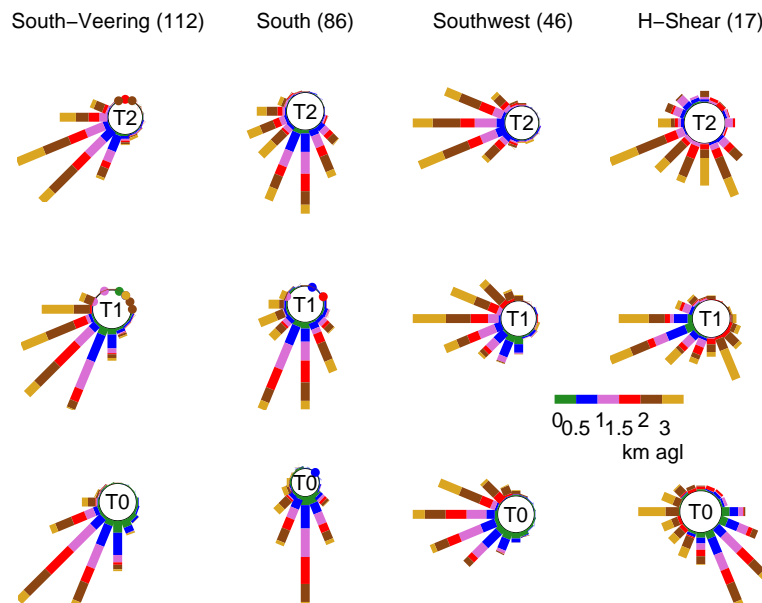 South−Veering (112) South (86) Southwest (46) H−Shear (17)
T2 T2 T2 T2
T1 T1 T1 T1
0 0.5 1 1.5 2 3
km agl
T0 T0 T0 T0